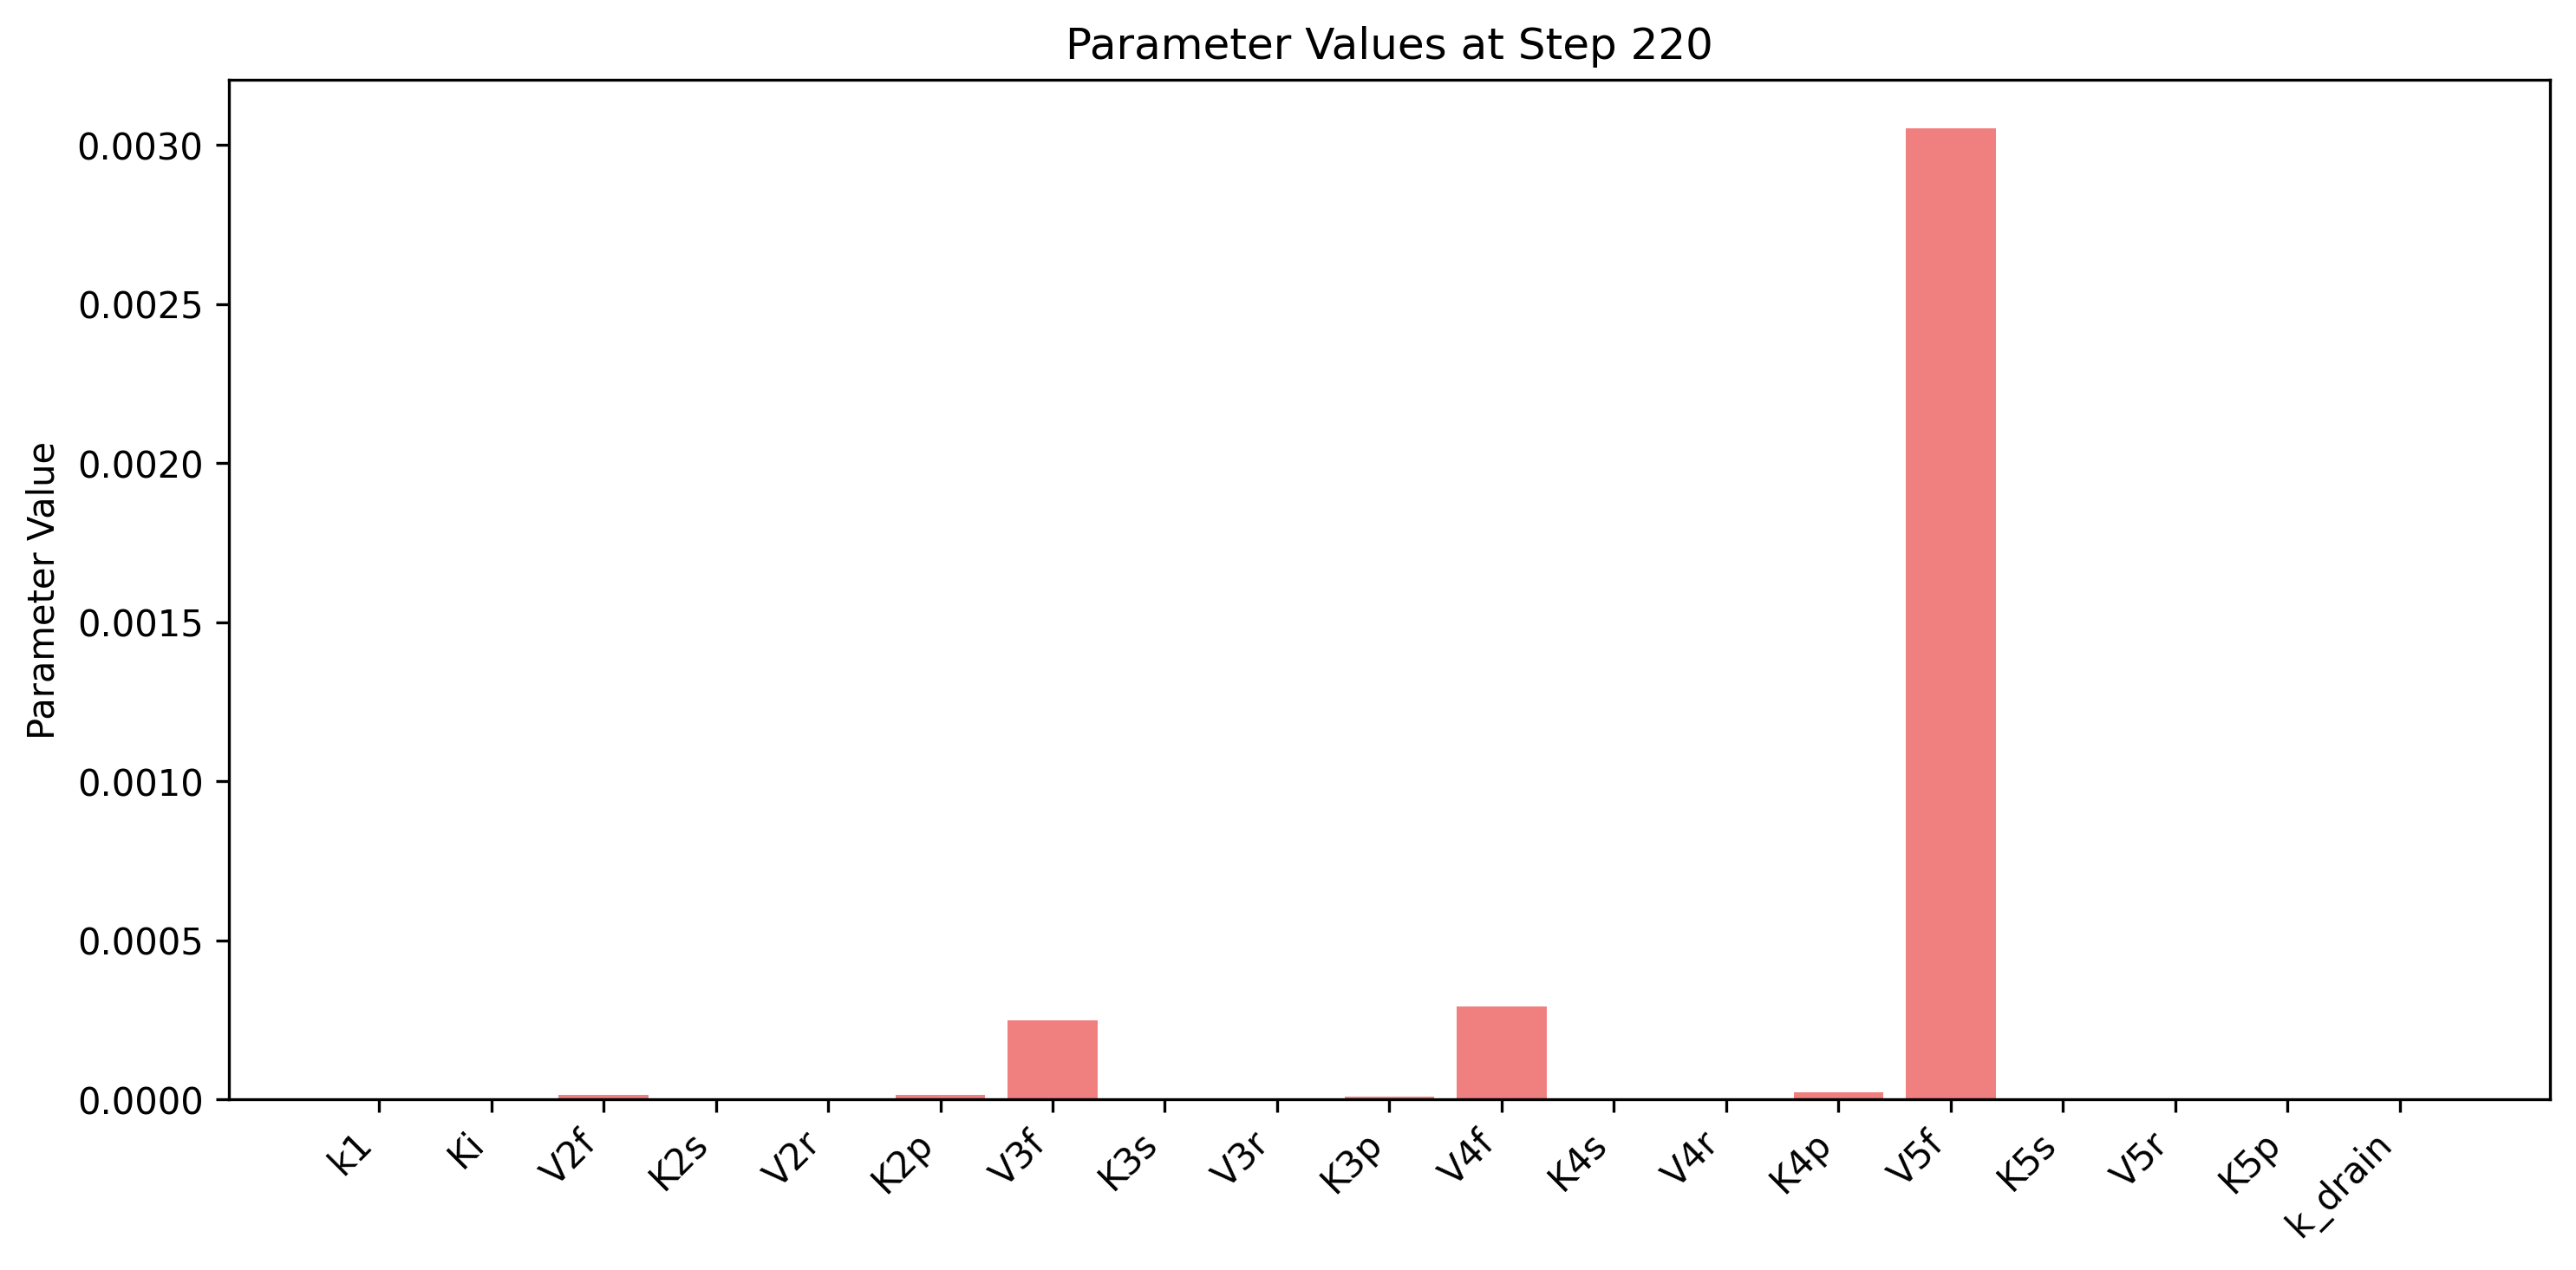 Parameter Values at Step 220
Parameter Value
0.0030
0.0025
0.0020
0.0015
0.0010
0.0005
0.0000
k1
Ki
V2f
K2s
V2r
K2p
V3f
K3s
V3r
K3p
V4f
K4s
V4r
K4p
V5f
K5s
V5r
K5p
k_drain